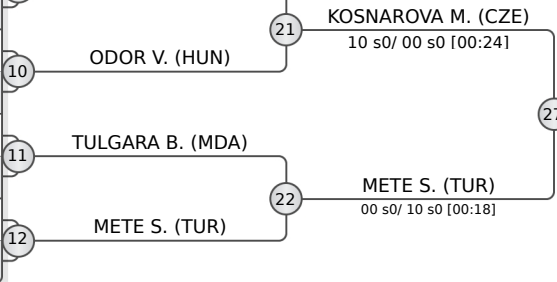 KOSNAROVA M. (CZE)
21
10 s0/ 00 s0 [00:24]
ODOR V. (HUN)
10
27
TULGARA B. (MDA)
11
METE S. (TUR)
22
00 s0/ 10 s0 [00:18]
METE S. (TUR)
12